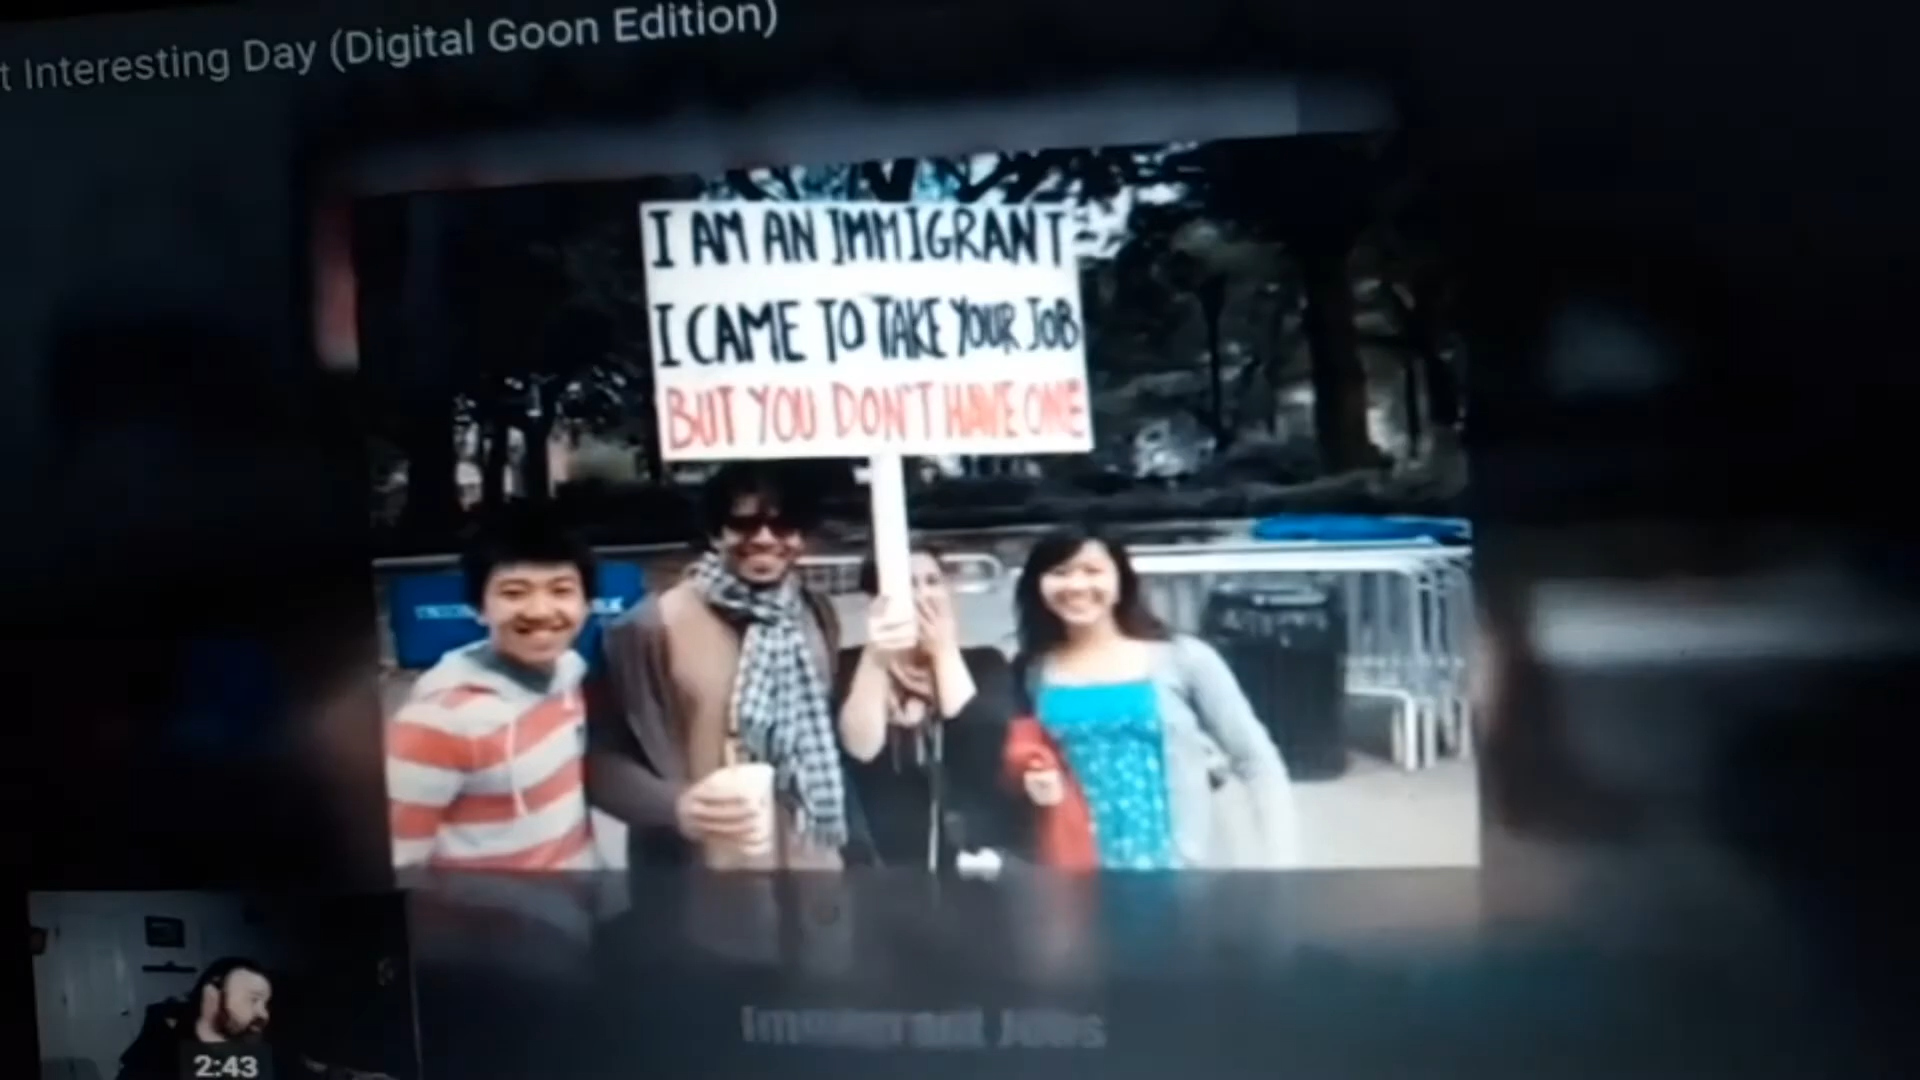 t Interesting Day (Digital Goon Edition)
I AM AN IMMIGRANT
I CAME TO TAKE YOUR JOB
BUT YOU DON'T HAVE ONE
Immigrant Jobs
2:43